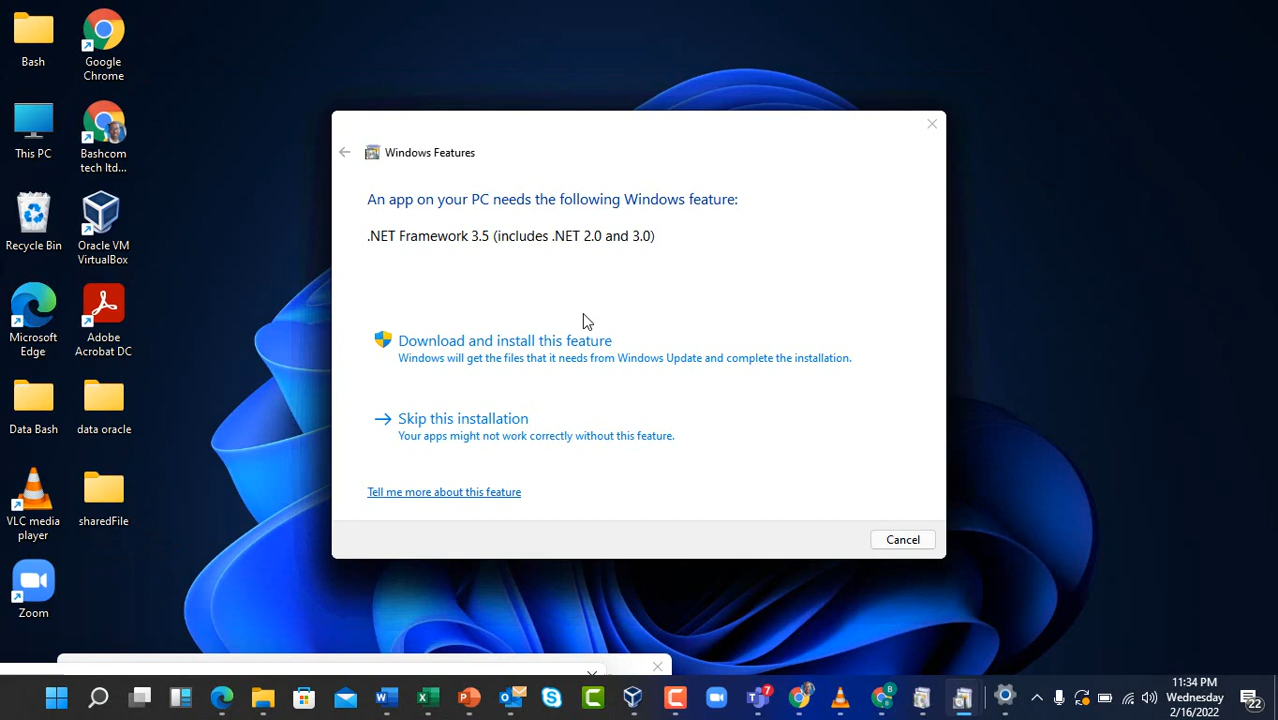 Bash
Google
Chrome
This PC
Bashcom
tech ltd...
Recycle Bin
Oracle VM
VirtualBox
Microsoft
Edge
Adobe
Acrobat DC
Data Bash
data oracle
VLC media
player
sharedFile
Zoom
Windows Features
An app on your PC needs the following Windows feature:
.NET Framework 3.5 (includes .NET 2.0 and 3.0)
Download and install this feature
Windows will get the files that it needs from Windows Update and complete the installation.
Skip this installation
Your apps might not work correctly without this feature.
Tell me more about this feature
Cancel
7
B
11:34 PM
Wednesday
2/16/2022
22